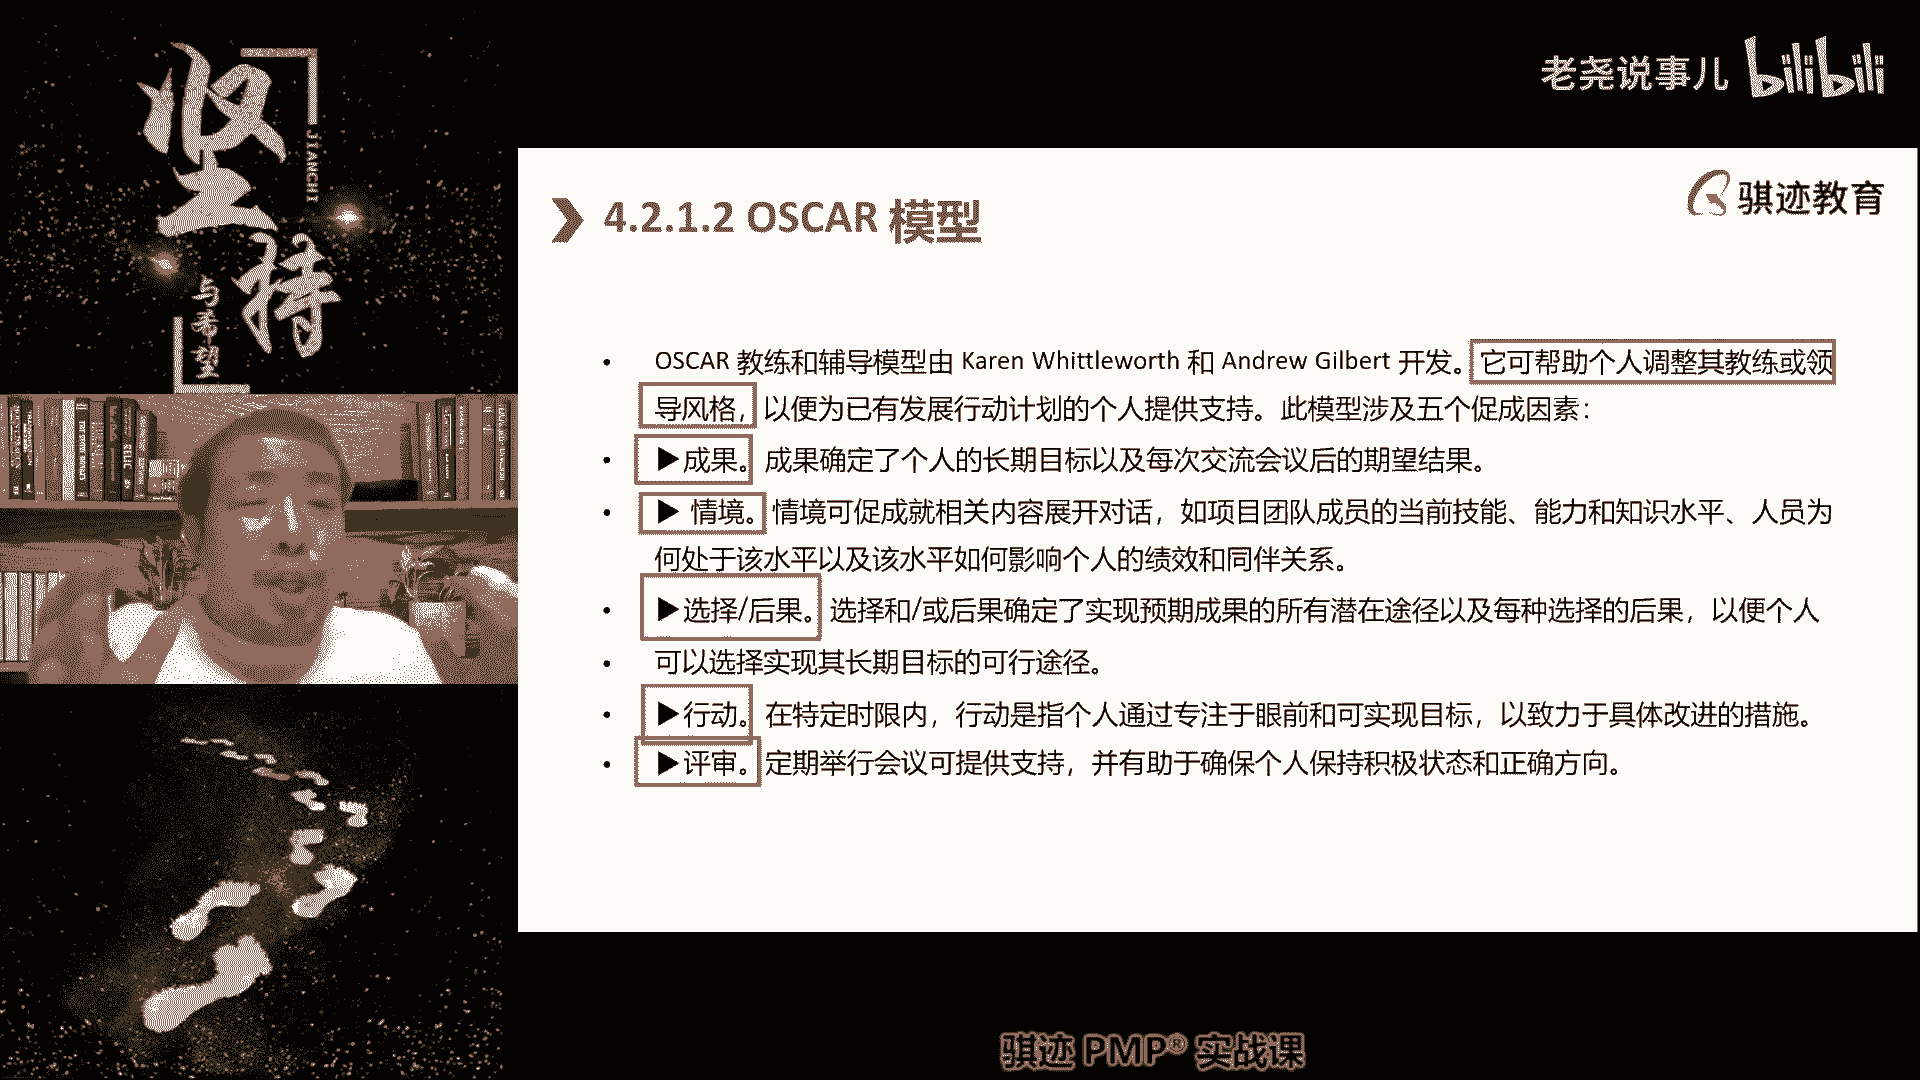 坚持
JIANCHI
与希望
老尧说事儿 bilibili
骐迹教育
4.2.1.2 OSCAR 模型
• OSCAR 教练和辅导模型由 Karen Whittleworth 和 Andrew Gilbert 开发。它可帮助个人调整其教练或领
导风格，以便为已有发展行动计划的个人提供支持。此模型涉及五个促成因素：
• ▶成果。成果确定了个人的长期目标以及每次交流会议后的期望结果。
• ▶ 情境。情境可促成就相关内容展开对话，如项目团队成员的当前技能、能力和知识水平、人员为
何处于该水平以及该水平如何影响个人的绩效和同伴关系。
• ▶选择/后果。选择和/或后果确定了实现预期成果的所有潜在途径以及每种选择的后果，以便个人
• 可以选择实现其长期目标的可行途径。
• ▶行动。在特定时限内，行动是指个人通过专注于眼前和可实现目标，以致力于具体改进的措施。
• ▶评审。定期举行会议可提供支持，并有助于确保个人保持积极状态和正确方向。
骐迹 PMP® 实战课